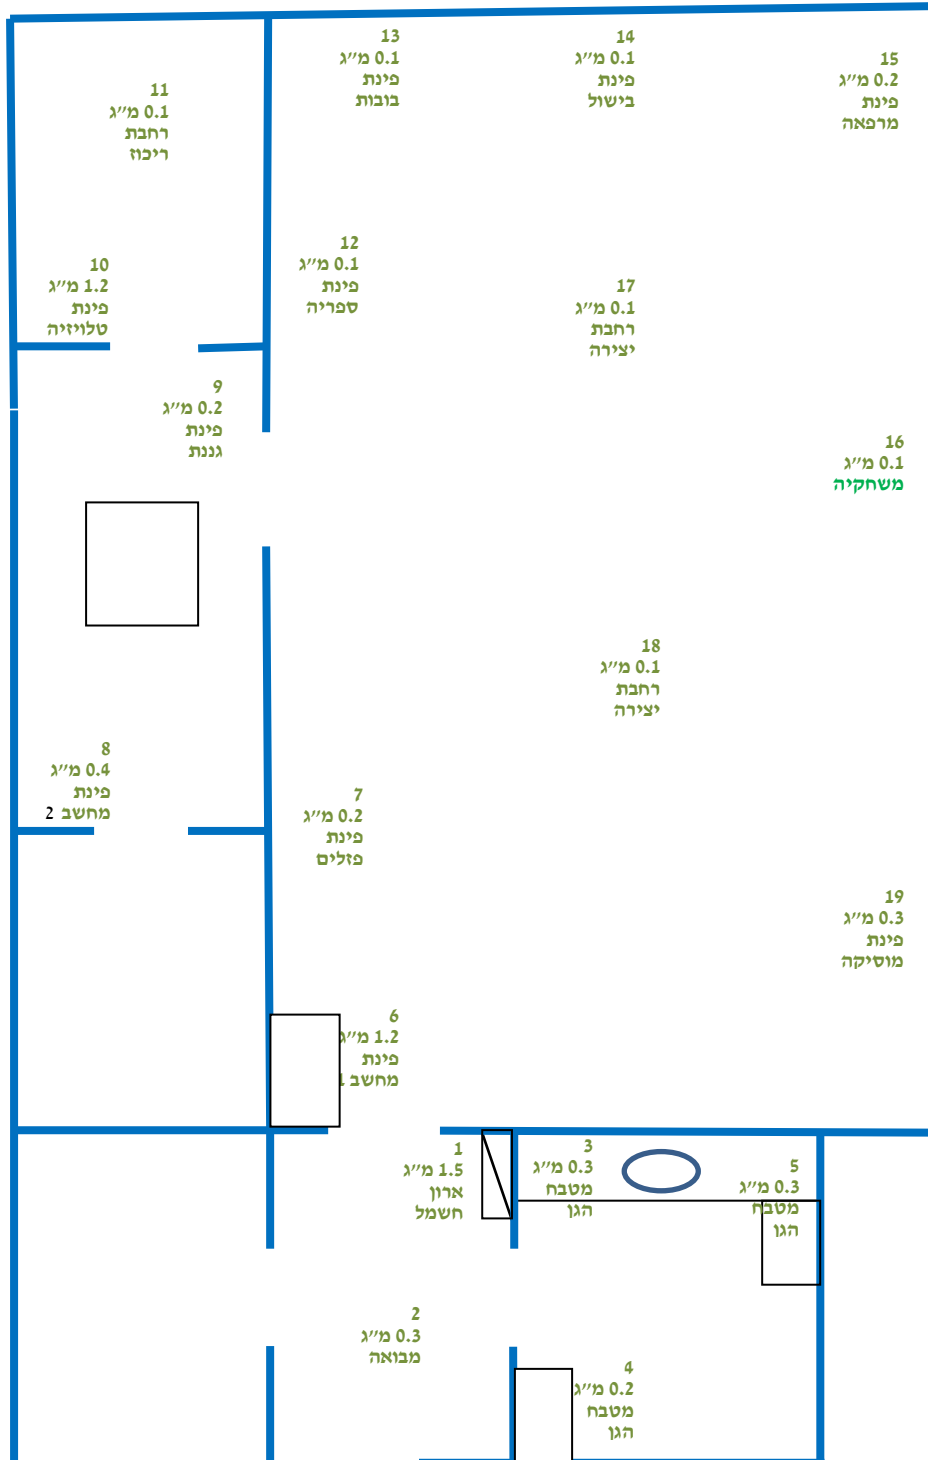 13
0.1 מ״ג
פינת
בובות
14
0.1 מ״ג
פינת
בישול
15
0.2 מ״ג
פינת
מרפאה
11
0.1 מ״ג
רחבת
ריכוז
12
0.1 מ״ג
פינת
ספריה
10
1.2 מ״ג
פינת
טלויזיה
17
0.1 מ״ג
רחבת
יצירה
9
0.2 מ״ג
פינת
גננת
16
0.1 מ״ג
משחקיה
18
0.1 מ״ג
רחבת
יצירה
8
0.4 מ״ג
פינת
מחשב 2
7
0.2 מ״ג
פינת
פזלים
19
0.3 מ״ג
פינת
מוסיקה
6
1.2 מ״ג
פינת
מחשב 1
1
1.5 מ״ג
ארון
חשמל
3
0.3 מ״ג
מטבח
הגן
5
0.3 מ״ג
מטבח
הגן
2
0.3 מ״ג
מבואה
4
0.2 מ״ג
מטבח
הגן